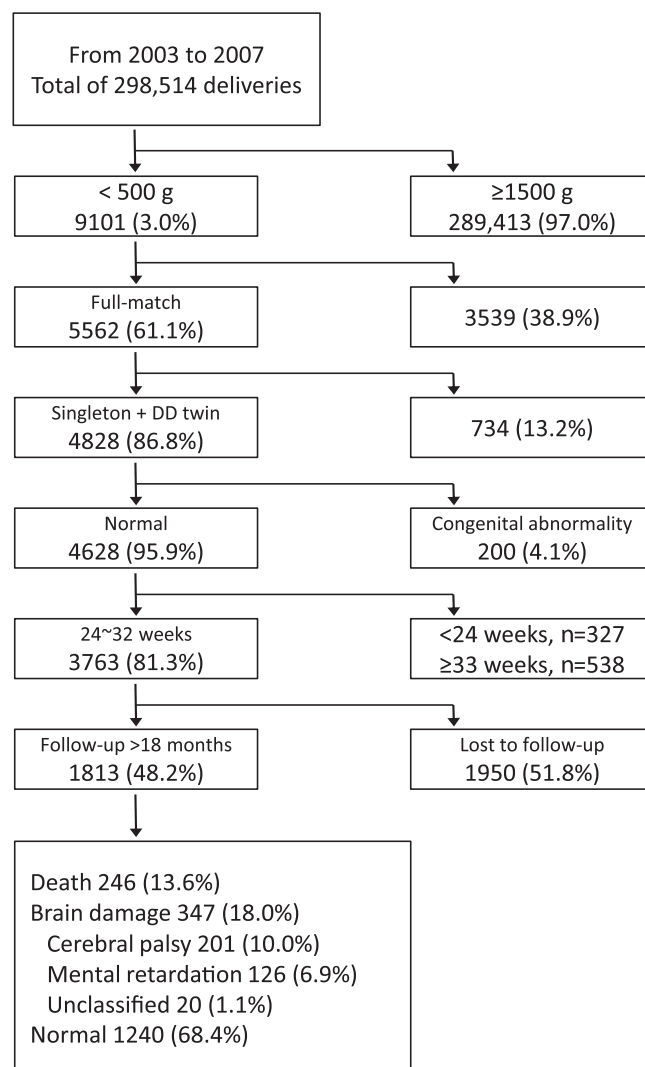 From 2003 to 2007
Total of 298,514 deliveries
< 500 g
9101 (3.0%)
≥1500 g
289,413 (97.0%)
Full-match
5562 (61.1%)
3539 (38.9%)
Singleton + DD twin
4828 (86.8%)
734 (13.2%)
Normal
4628 (95.9%)
Congenital abnormality
200 (4.1%)
24~32 weeks
3763 (81.3%)
<24 weeks, n=327
≥33 weeks, n=538
Follow-up >18 months
1813 (48.2%)
Lost to follow-up
1950 (51.8%)
Death 246 (13.6%)
Brain damage 347 (18.0%)
Cerebral palsy 201 (10.0%)
Mental retardation 126 (6.9%)
Unclassified 20 (1.1%)
Normal 1240 (68.4%)